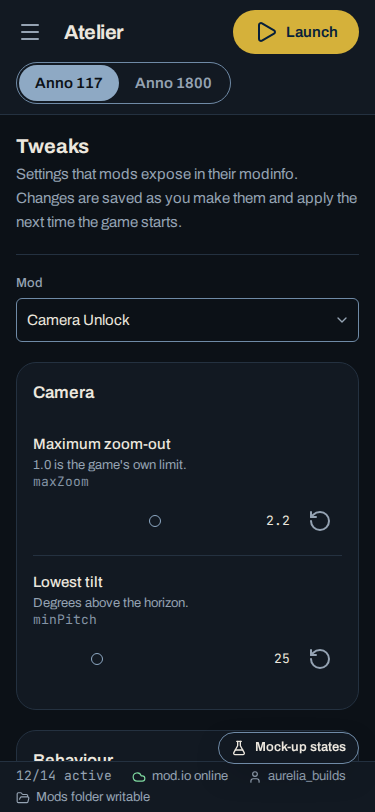 Atelier
Launch
Anno 117
Anno 1800
Tweaks
Settings that mods expose in their modinfo.
Changes are saved as you make them and apply the
next time the game starts.
Mod
Camera Unlock
Camera
Maximum zoom-out
1.0 is the game's own limit.
maxZoom
2.2
Lowest tilt
Degrees above the horizon.
minPitch
25
Behaviour
Mock-up states
12/14 active
mod.io online
aurelia_builds
Mods folder writable